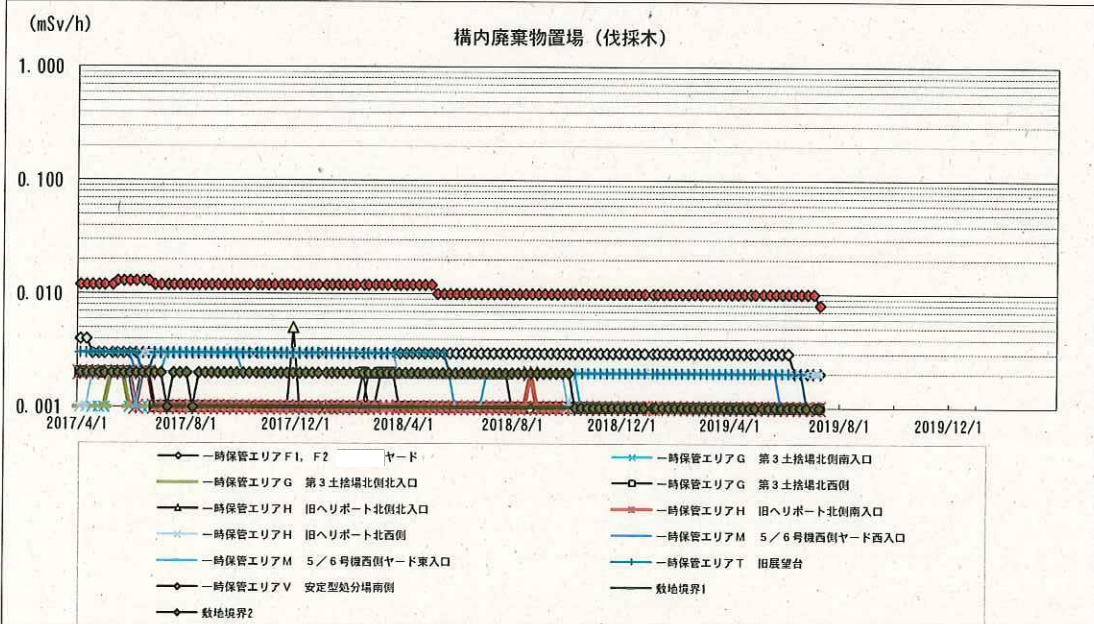 (mSv/h)
構内廃棄物置場（伐採木）
1.000
0.100
0.010
0.001
2017/4/1 2017/8/1 2017/12/1 2018/4/1 2018/8/1 2018/12/1 2019/4/1 2019/8/1 2019/12/1
一時保管エリアＦ1, Ｆ2 ヤード 一時保管エリアＧ 第３土捨場北側南入口
一時保管エリアＧ 第３土捨場北側北入口 一時保管エリアＧ 第３土捨場北西側
一時保管エリアＨ 旧ヘリポート北側北入口 一時保管エリアＨ 旧ヘリポート北側南入口
一時保管エリアＨ 旧ヘリポート北西側 一時保管エリアＭ ５／６号機西側ヤード西入口
一時保管エリアＭ ５／６号機西側ヤード東入口 一時保管エリアＴ 旧展望台
一時保管エリアＶ 安定型処分場南側 敷地境界1
敷地境界2